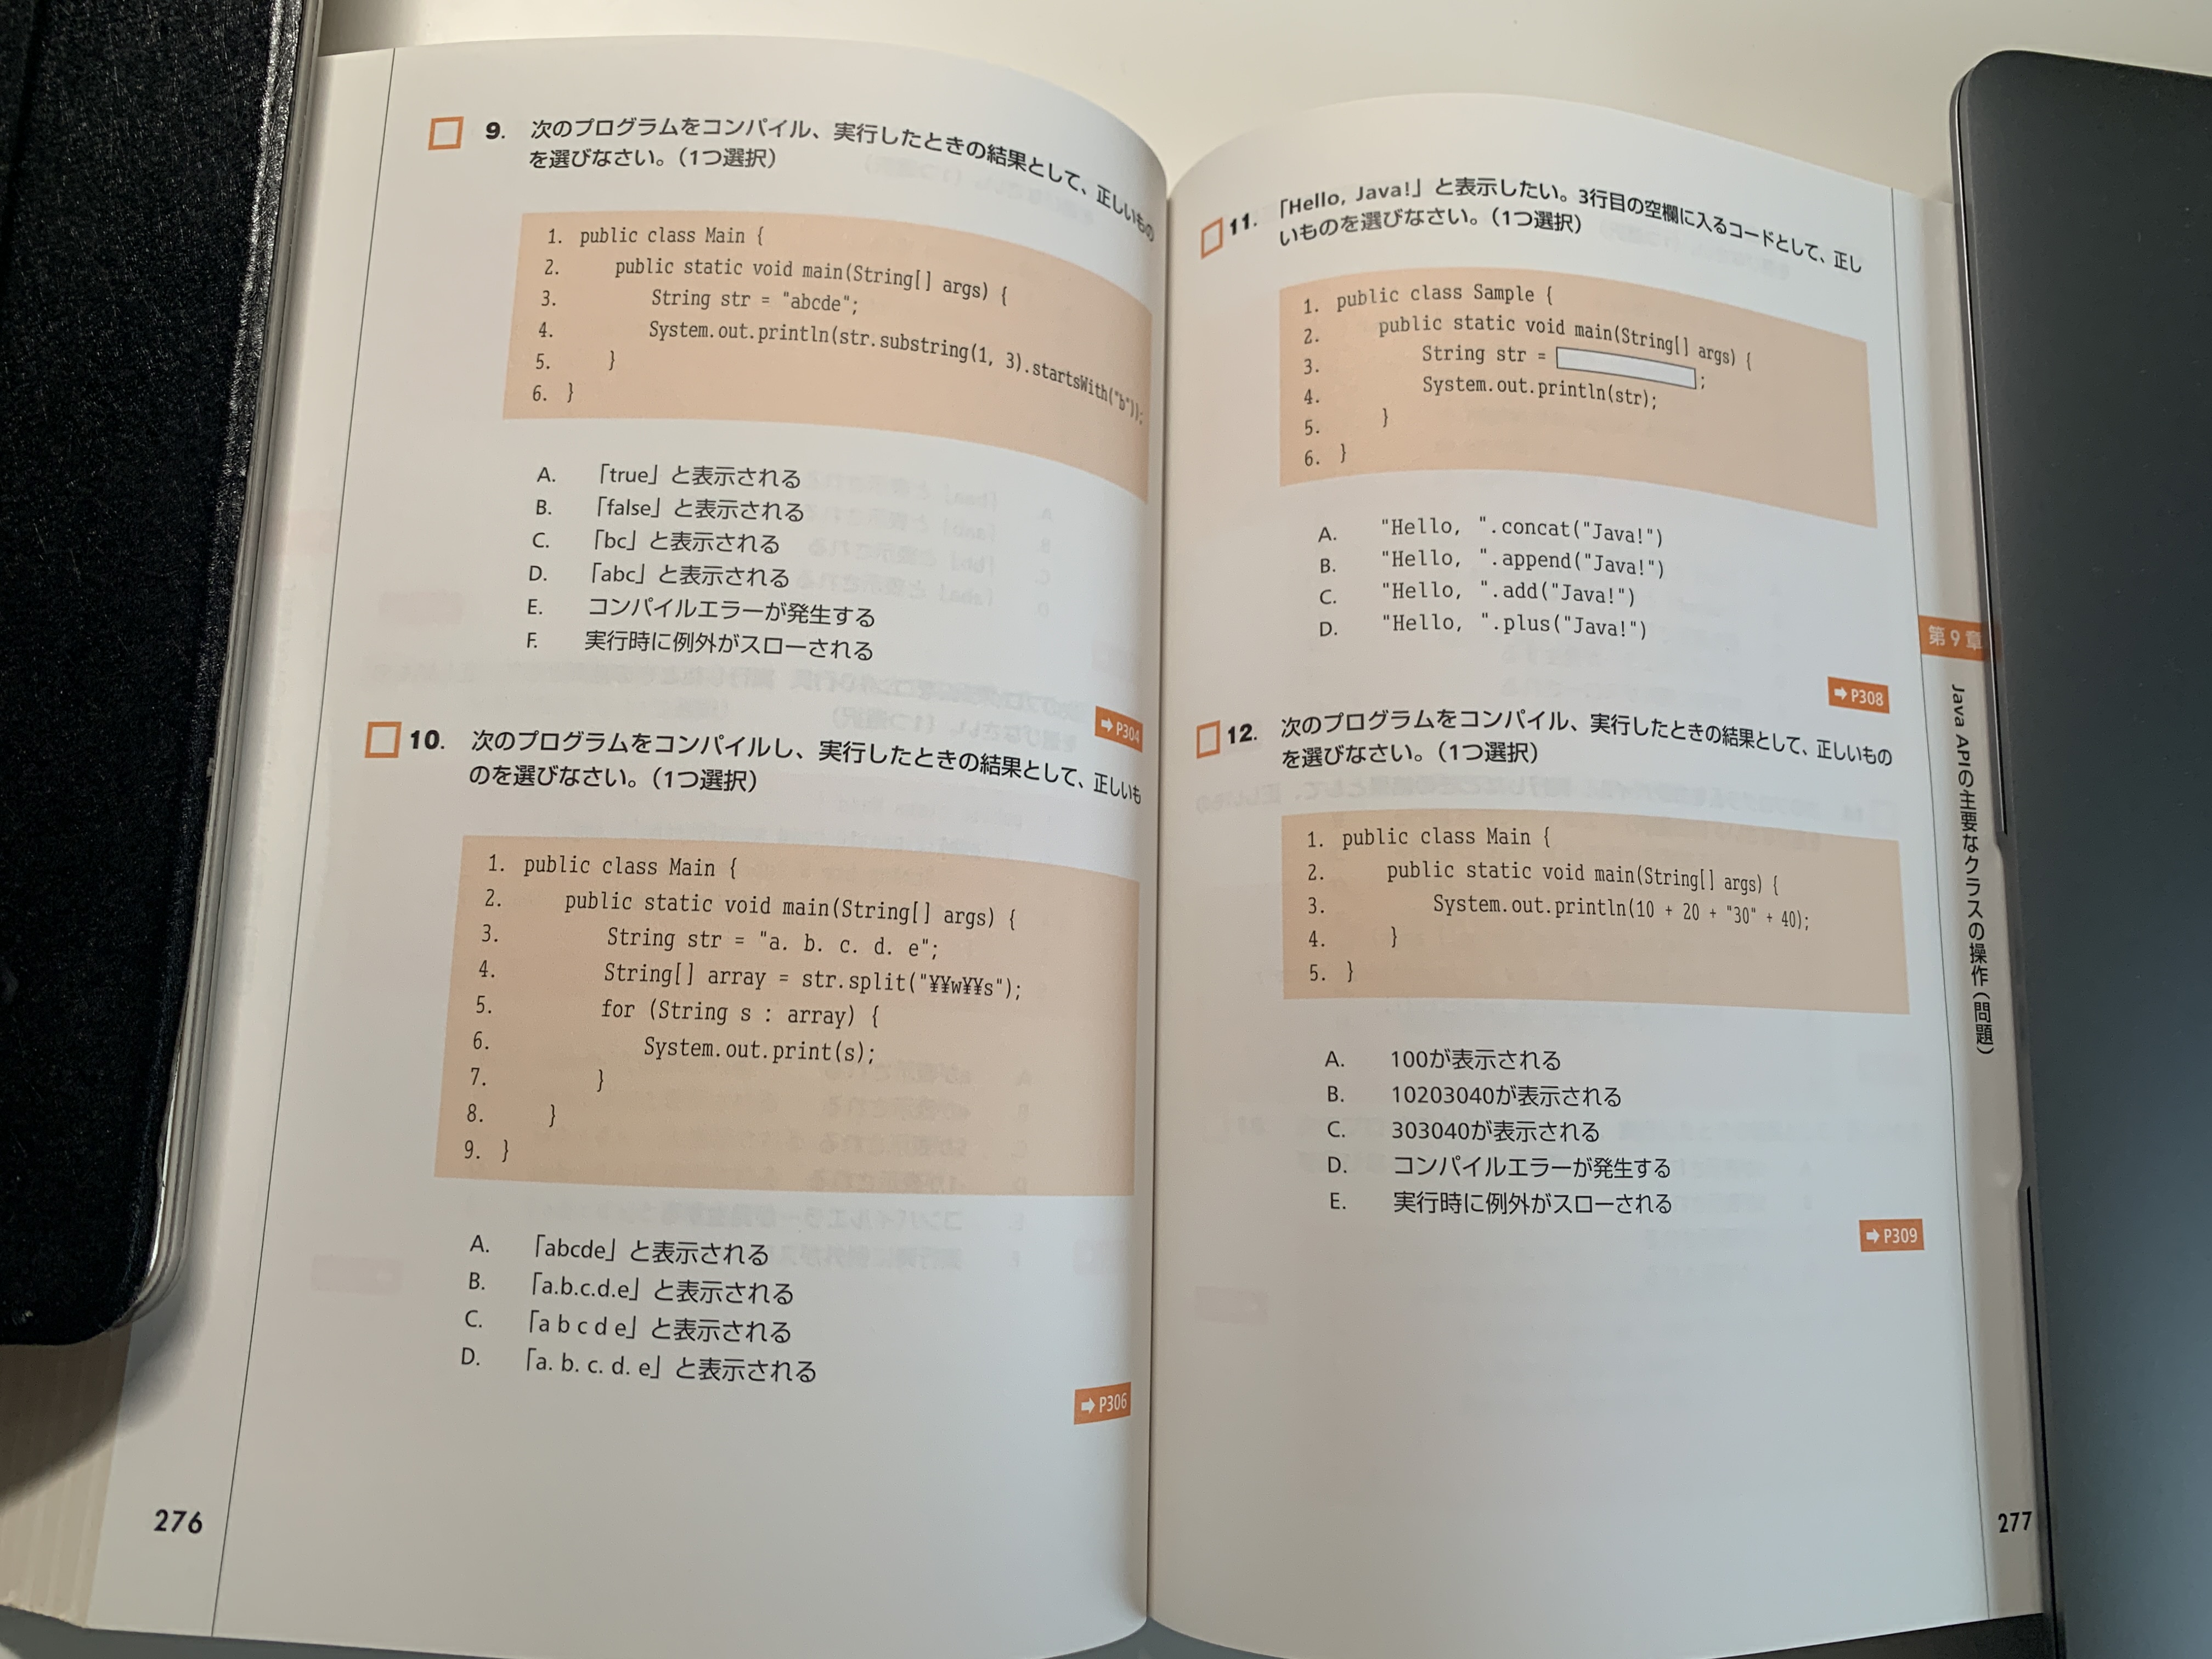 9. 次のプログラムをコンパイル、実行したときの結果として、正しいもの
を選びなさい。（1つ選択）
1. public class Main {
2. public static void main(String[] args) {
3. String str = "abcde";
4. System.out.println(str.substring(1, 3).startsWith("b"));
5. }
6. }
A. 「true」と表示される
B. 「false」と表示される
C. 「bc」と表示される
D. 「abc」と表示される
E. コンパイルエラーが発生する
F. 実行時に例外がスローされる
➡P304
10. 次のプログラムをコンパイルし、実行したときの結果として、正しいも
のを選びなさい。（1つ選択）
1. public class Main {
2. public static void main(String[] args) {
3. String str = "a. b. c. d. e";
4. String[] array = str.split("¥¥w¥¥s");
5. for (String s : array) {
6. System.out.print(s);
7. }
8. }
9. }
A. 「abcde」と表示される
B. 「a.b.c.d.e」と表示される
C. 「a b c d e」と表示される
D. 「a. b. c. d. e」と表示される
➡P306
276
11. 「Hello, Java!」と表示したい。3行目の空欄に入るコードとして、正し
いものを選びなさい。（1つ選択）
1. public class Sample {
2. public static void main(String[] args) {
3. String str = ;
4. System.out.println(str);
5. }
6. }
A. "Hello, ".concat("Java!")
B. "Hello, ".append("Java!")
C. "Hello, ".add("Java!")
D. "Hello, ".plus("Java!")
➡P308
12. 次のプログラムをコンパイル、実行したときの結果として、正しいもの
を選びなさい。（1つ選択）
1. public class Main {
2. public static void main(String[] args) {
3. System.out.println(10 + 20 + "30" + 40);
4. }
5. }
A. 100が表示される
B. 10203040が表示される
C. 303040が表示される
D. コンパイルエラーが発生する
E. 実行時に例外がスローされる
➡P309
第9章
Java APIの主要なクラスの操作（問題）
277